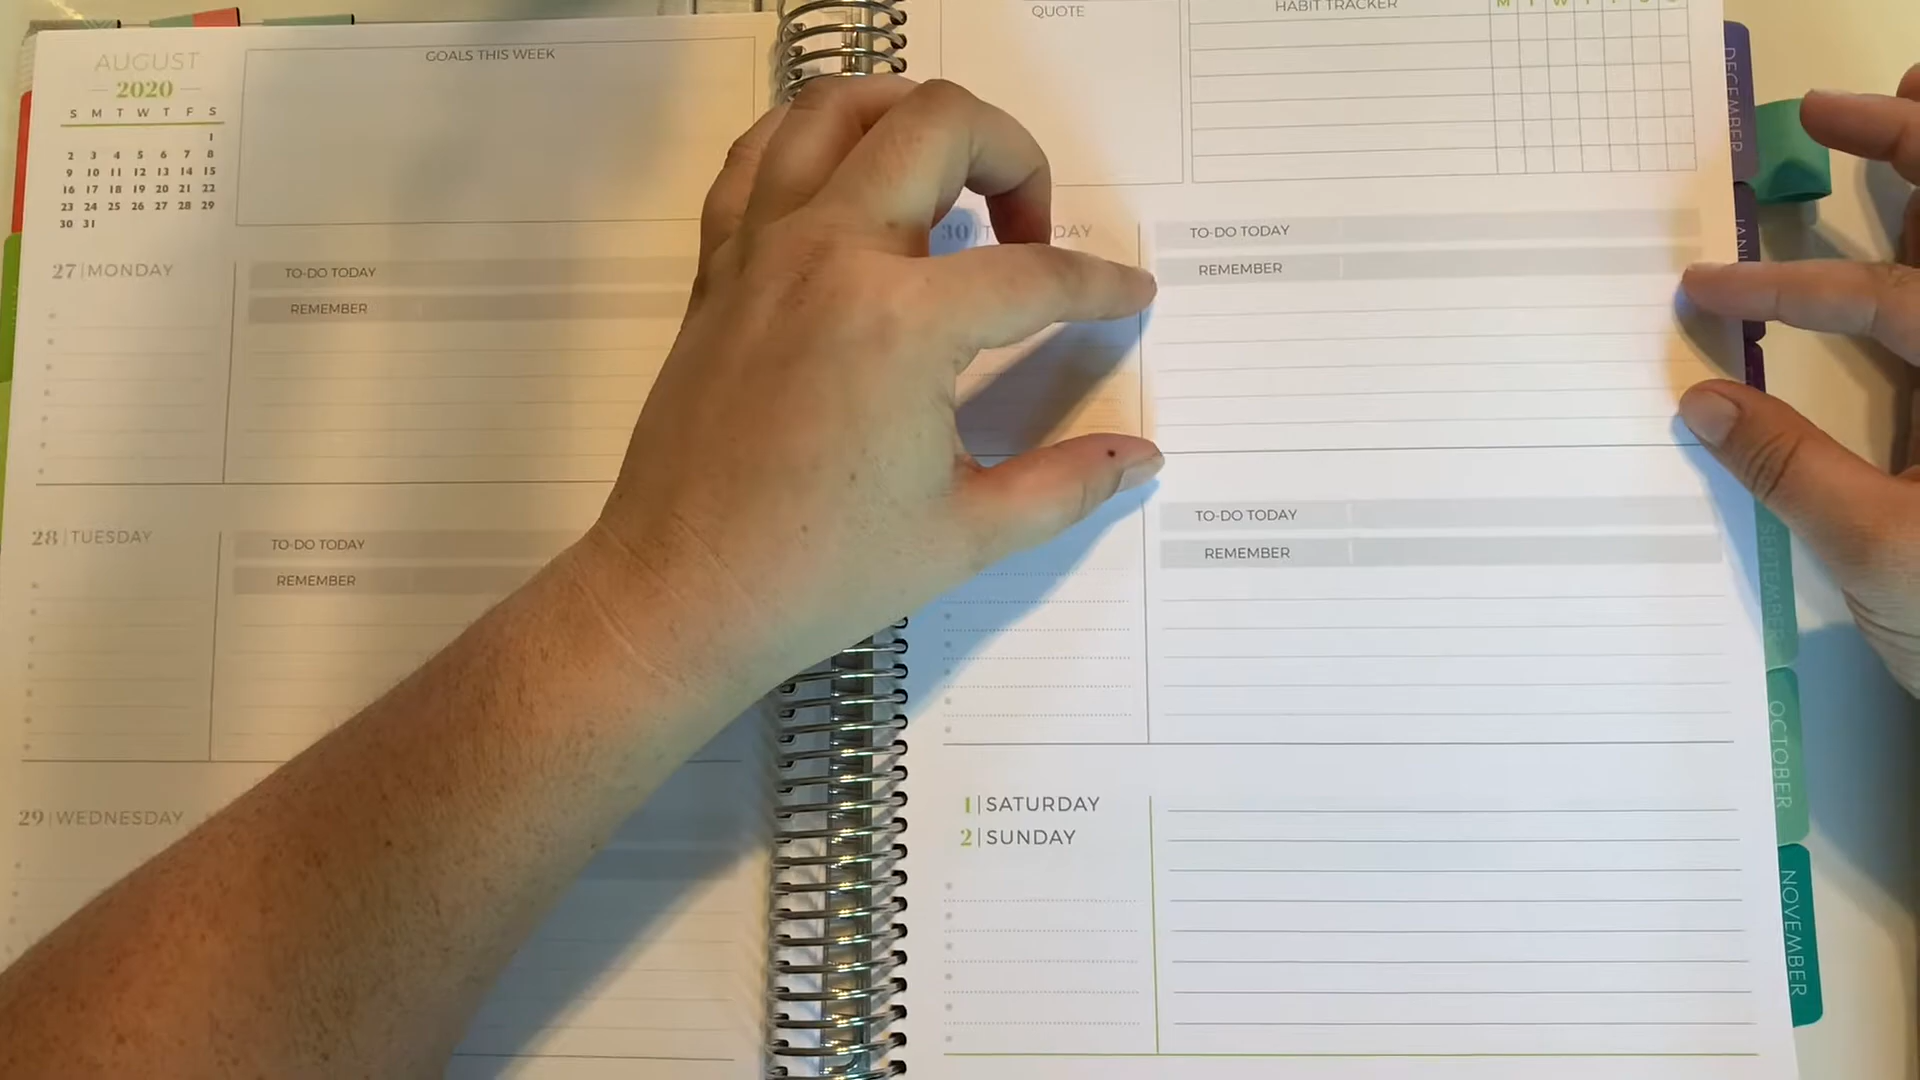 AUGUST
2020
S M T W T F S
1
2 3 4 5 6 7 8
9 10 11 12 13 14 15
16 17 18 19 20 21 22
23 24 25 26 27 28 29
30 31
GOALS THIS WEEK
27 | MONDAY
TO-DO TODAY
REMEMBER
28 | TUESDAY
TO-DO TODAY
REMEMBER
29 | WEDNESDAY
QUOTE
HABIT TRACKER
M T W T F S S
30 | T DAY
TO-DO TODAY
REMEMBER
TO-DO TODAY
REMEMBER
1 | SATURDAY
2 | SUNDAY
DECEMBER
JANU
SEPTEMBER
OCTOBER
NOVEMBER